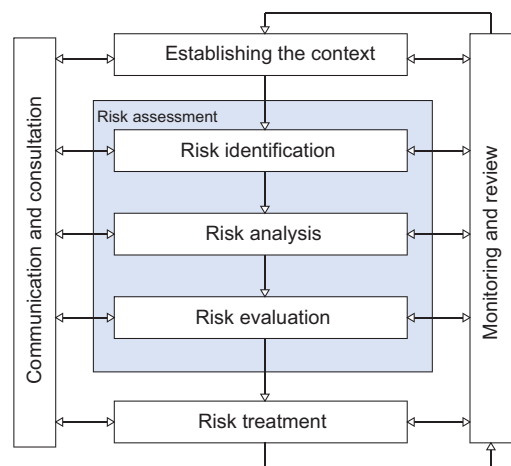 Establishing the context
Risk assessment
Risk identification
Risk analysis
Risk evaluation
Risk treatment
Communication and consultation
Monitoring and review